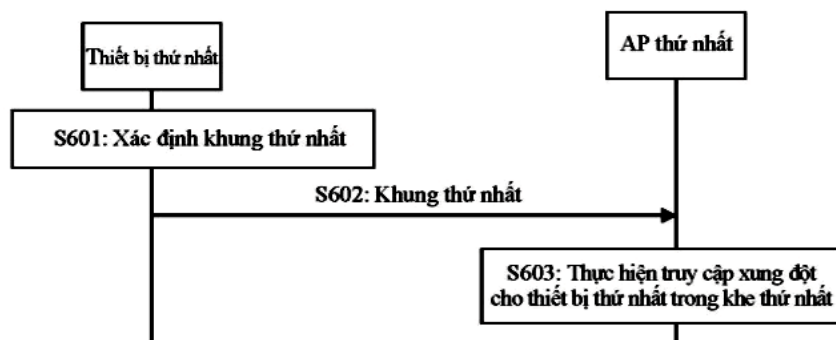 Thiết bị thứ nhất
AP thứ nhất
S601: Xác định khung thứ nhất
S602: Khung thứ nhất
S603: Thực hiện truy cập xung đột
cho thiết bị thứ nhất trong khe thứ nhất